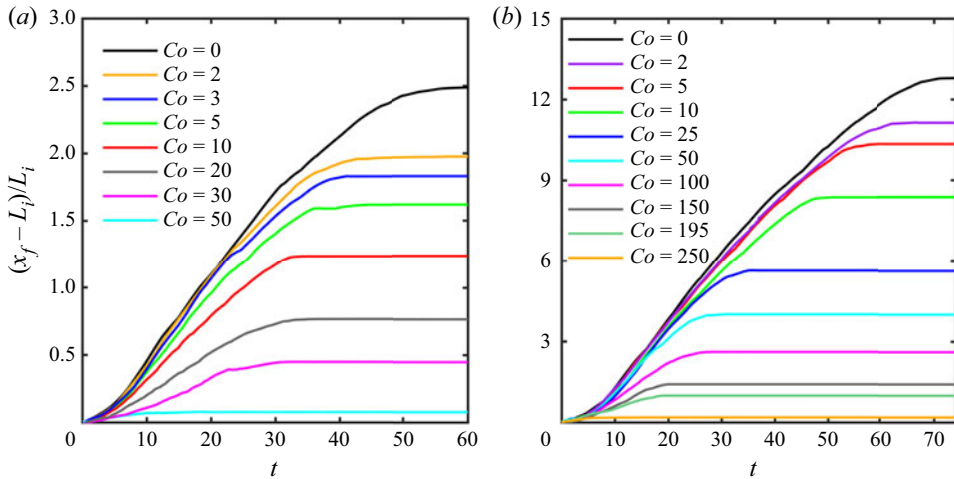 (a)
3.0
2.5
2.0
1.5
1.0
0.5
0
10
20
30
40
50
60
t
(x_f – L_i)/L_i
Co = 0
Co = 2
Co = 3
Co = 5
Co = 10
Co = 20
Co = 30
Co = 50
(b)
15
12
9
6
3
0
10
20
30
40
50
60
70
t
Co = 0
Co = 2
Co = 5
Co = 10
Co = 25
Co = 50
Co = 100
Co = 150
Co = 195
Co = 250